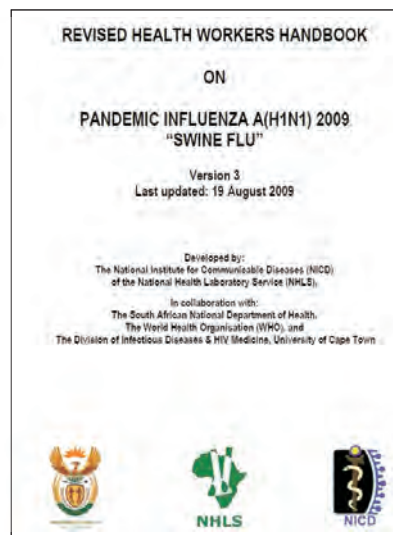 REVISED HEALTH WORKERS HANDBOOK
ON
PANDEMIC INFLUENZA A(H1N1) 2009
“SWINE FLU”
Version 3
Last updated: 19 August 2009
Developed by:
The National Institute for Communicable Diseases (NICD)
of the National Health Laboratory Service (NHLS),
In collaboration with:
The South African National Department of Health,
The World Health Organisation (WHO), and
The Division of Infectious Diseases & HIV Medicine, University of Cape Town
NHLS
NICD